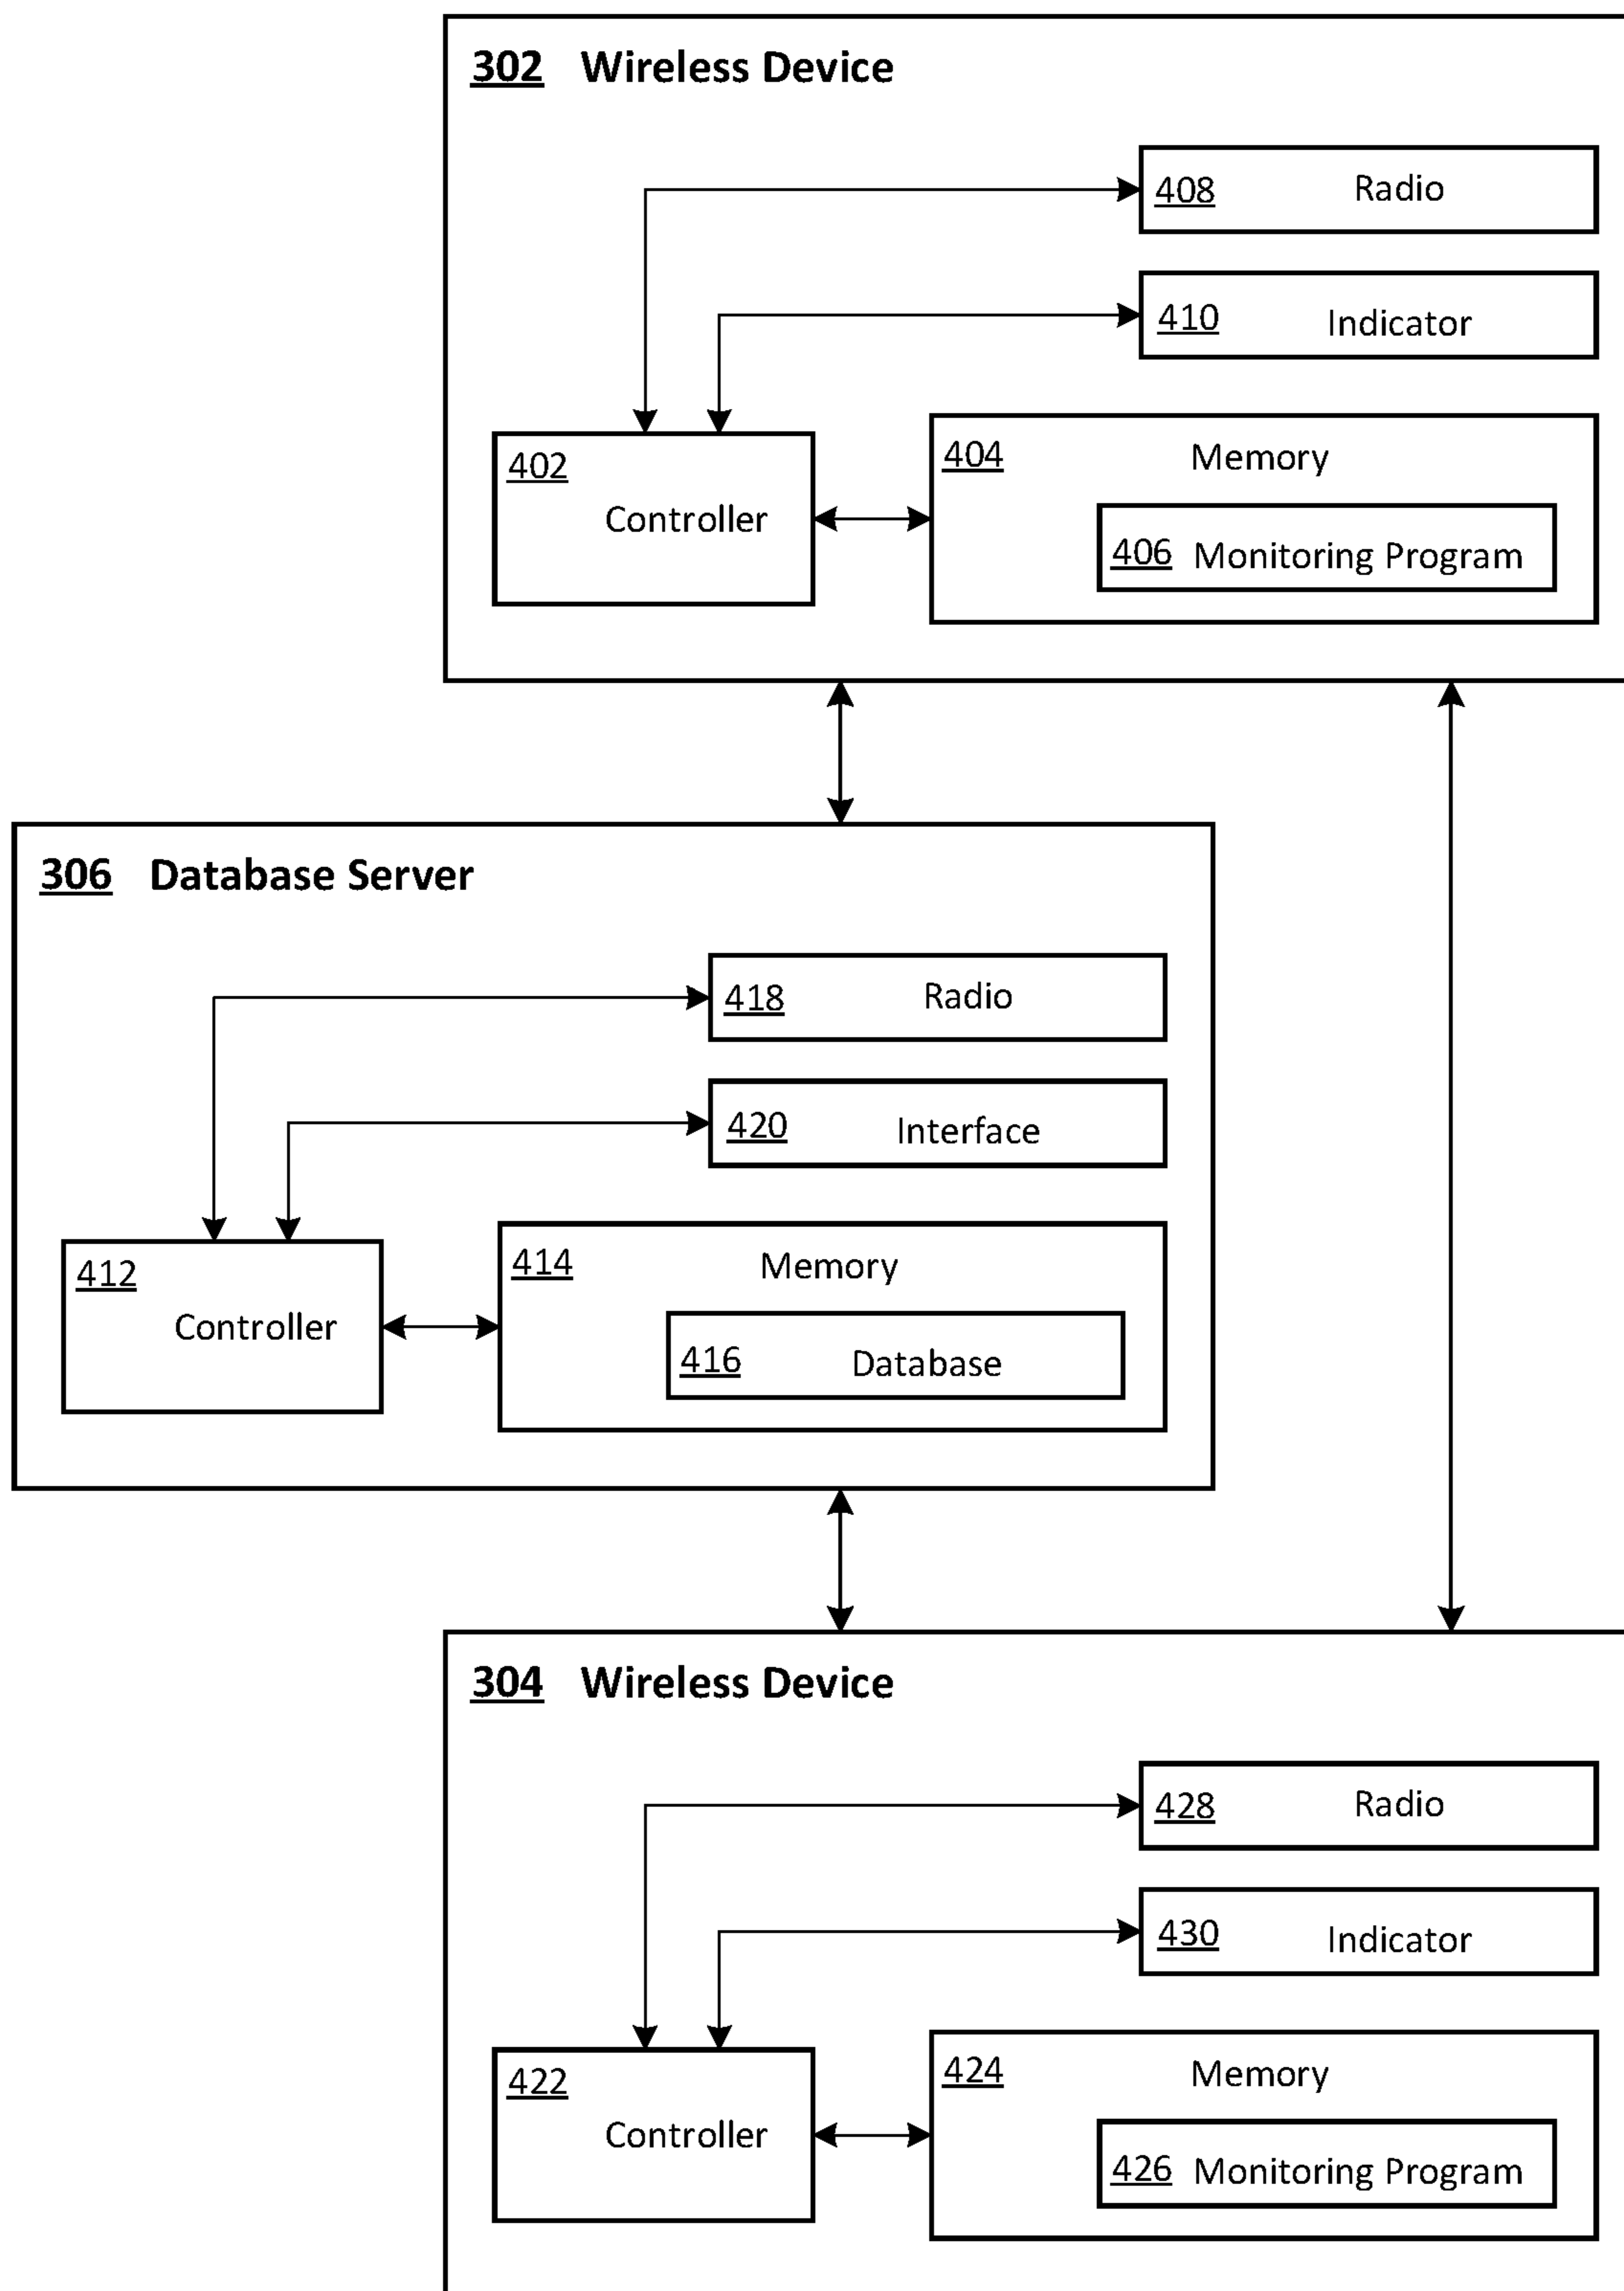 302 Wireless Device
408 Radio
410 Indicator
402
Controller
404 Memory
406 Monitoring Program
306 Database Server
418 Radio
420 Interface
412
Controller
414 Memory
416 Database
304 Wireless Device
428 Radio
430 Indicator
422
Controller
424 Memory
426 Monitoring Program